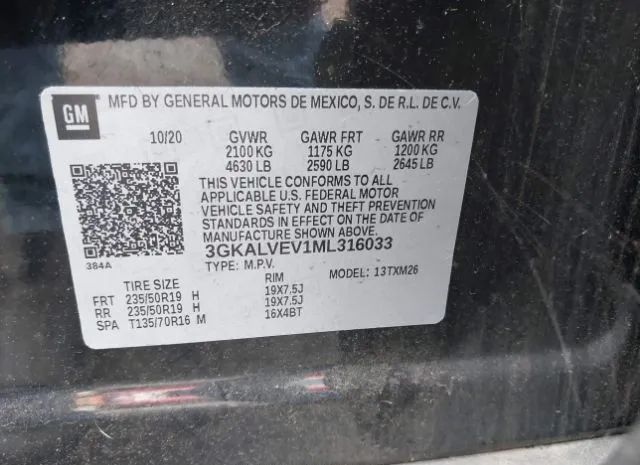 GM
MFD BY GENERAL MOTORS DE MEXICO, S. DE R.L. DE C.V.
10/20 GVWR GAWR FRT GAWR RR
2100 KG 1175 KG 1200 KG
4630 LB 2590 LB 2645 LB
THIS VEHICLE CONFORMS TO ALL
APPLICABLE U.S. FEDERAL MOTOR
VEHICLE SAFETY AND THEFT PREVENTION
STANDARDS IN EFFECT ON THE DATE OF
MANUFACTURE SHOWN ABOVE.
3GKALVEV1ML316033
384A
TYPE: M.P.V. MODEL: 13TXM26
TIRE SIZE RIM
FRT 235/50R19 H 19X7.5J
RR 235/50R19 H 19X7.5J
SPA T135/70R16 M 16X4BT